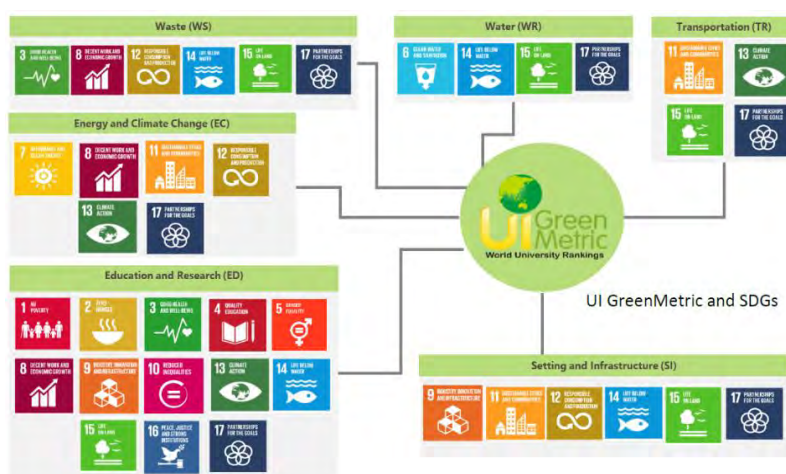 Waste (WS)
3 GOOD HEALTH
AND WELL-BEING
8 DECENT WORK AND
ECONOMIC GROWTH
12 RESPONSIBLE
CONSUMPTION
AND PRODUCTION
14 LIFE BELOW
WATER
15 LIFE
ON LAND
17 PARTNERSHIPS
FOR THE GOALS
Water (WR)
6 CLEAN WATER
AND SANITATION
14 LIFE BELOW
WATER
15 LIFE
ON LAND
17 PARTNERSHIPS
FOR THE GOALS
Transportation (TR)
11 SUSTAINABLE CITIES
AND COMMUNITIES
13 CLIMATE
ACTION
15 LIFE
ON LAND
17 PARTNERSHIPS
FOR THE GOALS
Energy and Climate Change (EC)
7 AFFORDABLE AND
CLEAN ENERGY
8 DECENT WORK AND
ECONOMIC GROWTH
11 SUSTAINABLE CITIES
AND COMMUNITIES
12 RESPONSIBLE
CONSUMPTION
AND PRODUCTION
13 CLIMATE
ACTION
17 PARTNERSHIPS
FOR THE GOALS
UI Green
Metric
World University Rankings
UI GreenMetric and SDGs
Education and Research (ED)
1 NO
POVERTY
2 ZERO
HUNGER
3 GOOD HEALTH
AND WELL-BEING
4 QUALITY
EDUCATION
5 GENDER
EQUALITY
8 DECENT WORK AND
ECONOMIC GROWTH
9 INDUSTRY, INNOVATION
AND INFRASTRUCTURE
10 REDUCED
INEQUALITIES
13 CLIMATE
ACTION
14 LIFE BELOW
WATER
15 LIFE
ON LAND
16 PEACE, JUSTICE
AND STRONG
INSTITUTIONS
17 PARTNERSHIPS
FOR THE GOALS
Setting and Infrastructure (SI)
9 INDUSTRY, INNOVATION
AND INFRASTRUCTURE
11 SUSTAINABLE CITIES
AND COMMUNITIES
12 RESPONSIBLE
CONSUMPTION
AND PRODUCTION
14 LIFE BELOW
WATER
15 LIFE
ON LAND
17 PARTNERSHIPS
FOR THE GOALS